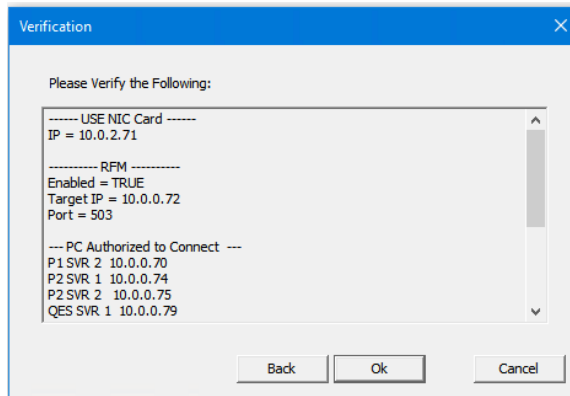 Verification
Please Verify the Following:
------ USE NIC Card ------
IP = 10.0.2.71
---------- RFM ----------
Enabled = TRUE
Target IP = 10.0.0.72
Port = 503
--- PC Authorized to Connect ---
P1 SVR 2 10.0.0.70
P2 SVR 1 10.0.0.74
P2 SVR 2 10.0.0.75
QES SVR 1 10.0.0.79
Back Ok Cancel